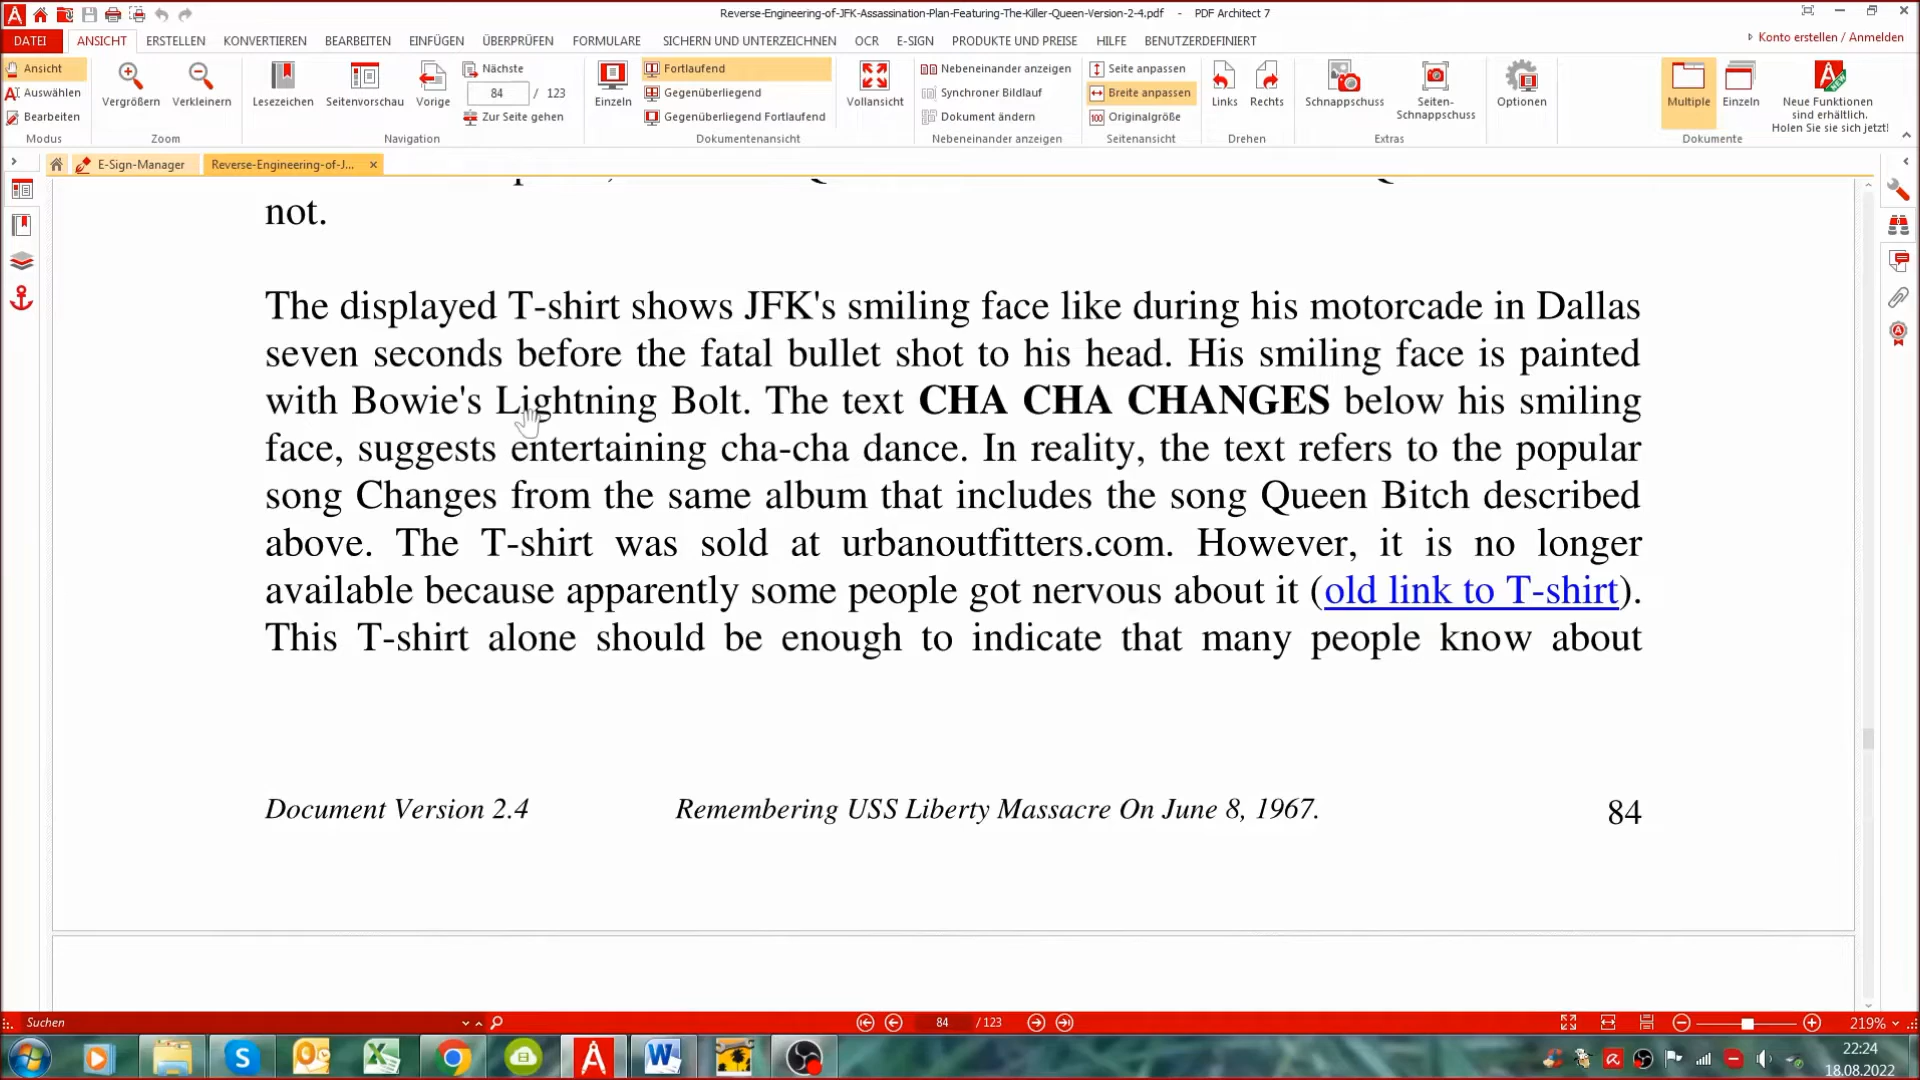 Reverse-Engineering-of-JFK-Assassination-Plan-Featuring-The-Killer-Queen-Version-2-4.pdf - PDF Architect 7
DATEI ANSICHT ERSTELLEN KONVERTIEREN BEARBEITEN EINFÜGEN ÜBERPRÜFEN FORMULARE SICHERN UND UNTERZEICHNEN OCR E-SIGN PRODUKTE UND PREISE HILFE BENUTZERDEFINIERT Konto erstellen / Anmelden
Ansicht
Auswählen
Bearbeiten
Modus
Vergrößern Verkleinern
Zoom
Lesezeichen Seitenvorschau Vorige
Nächste
84 / 123
Zur Seite gehen
Navigation
Einzeln
Fortlaufend
Gegenüberliegend
Gegenüberliegend Fortlaufend
Dokumentenansicht
Vollansicht
Nebeneinander anzeigen
Synchroner Bildlauf
Dokument ändern
Nebeneinander anzeigen
Seite anpassen
Breite anpassen
100 Originalgröße
Seitenansicht
Links Rechts
Drehen
Schnappschuss
Seiten-
Schnappschuss
Extras
Optionen
Multiple Einzeln
Dokumente
NEW
Neue Funktionen
sind erhältlich.
Holen Sie sie sich jetzt!
E-Sign-Manager Reverse-Engineering-of-J...
not.
The displayed T-shirt shows JFK's smiling face like during his motorcade in Dallas
seven seconds before the fatal bullet shot to his head. His smiling face is painted
with Bowie's Lightning Bolt. The text CHA CHA CHANGES below his smiling
face, suggests entertaining cha-cha dance. In reality, the text refers to the popular
song Changes from the same album that includes the song Queen Bitch described
above. The T-shirt was sold at urbanoutfitters.com. However, it is no longer
available because apparently some people got nervous about it (old link to T-shirt).
This T-shirt alone should be enough to indicate that many people know about
Document Version 2.4 Remembering USS Liberty Massacre On June 8, 1967. 84
Suchen 84 / 123 219%
22:24
18.08.2022